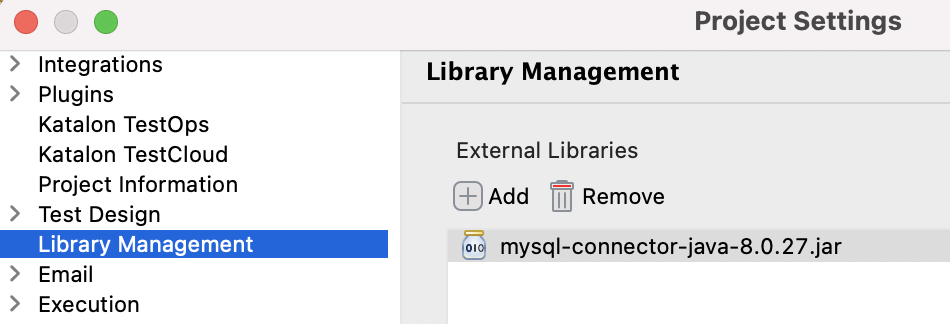 Project Settings
Integrations
Plugins
Katalon TestOps
Katalon TestCloud
Project Information
Test Design
Library Management
Email
Execution
Library Management
External Libraries
Add Remove
010 mysql-connector-java-8.0.27.jar